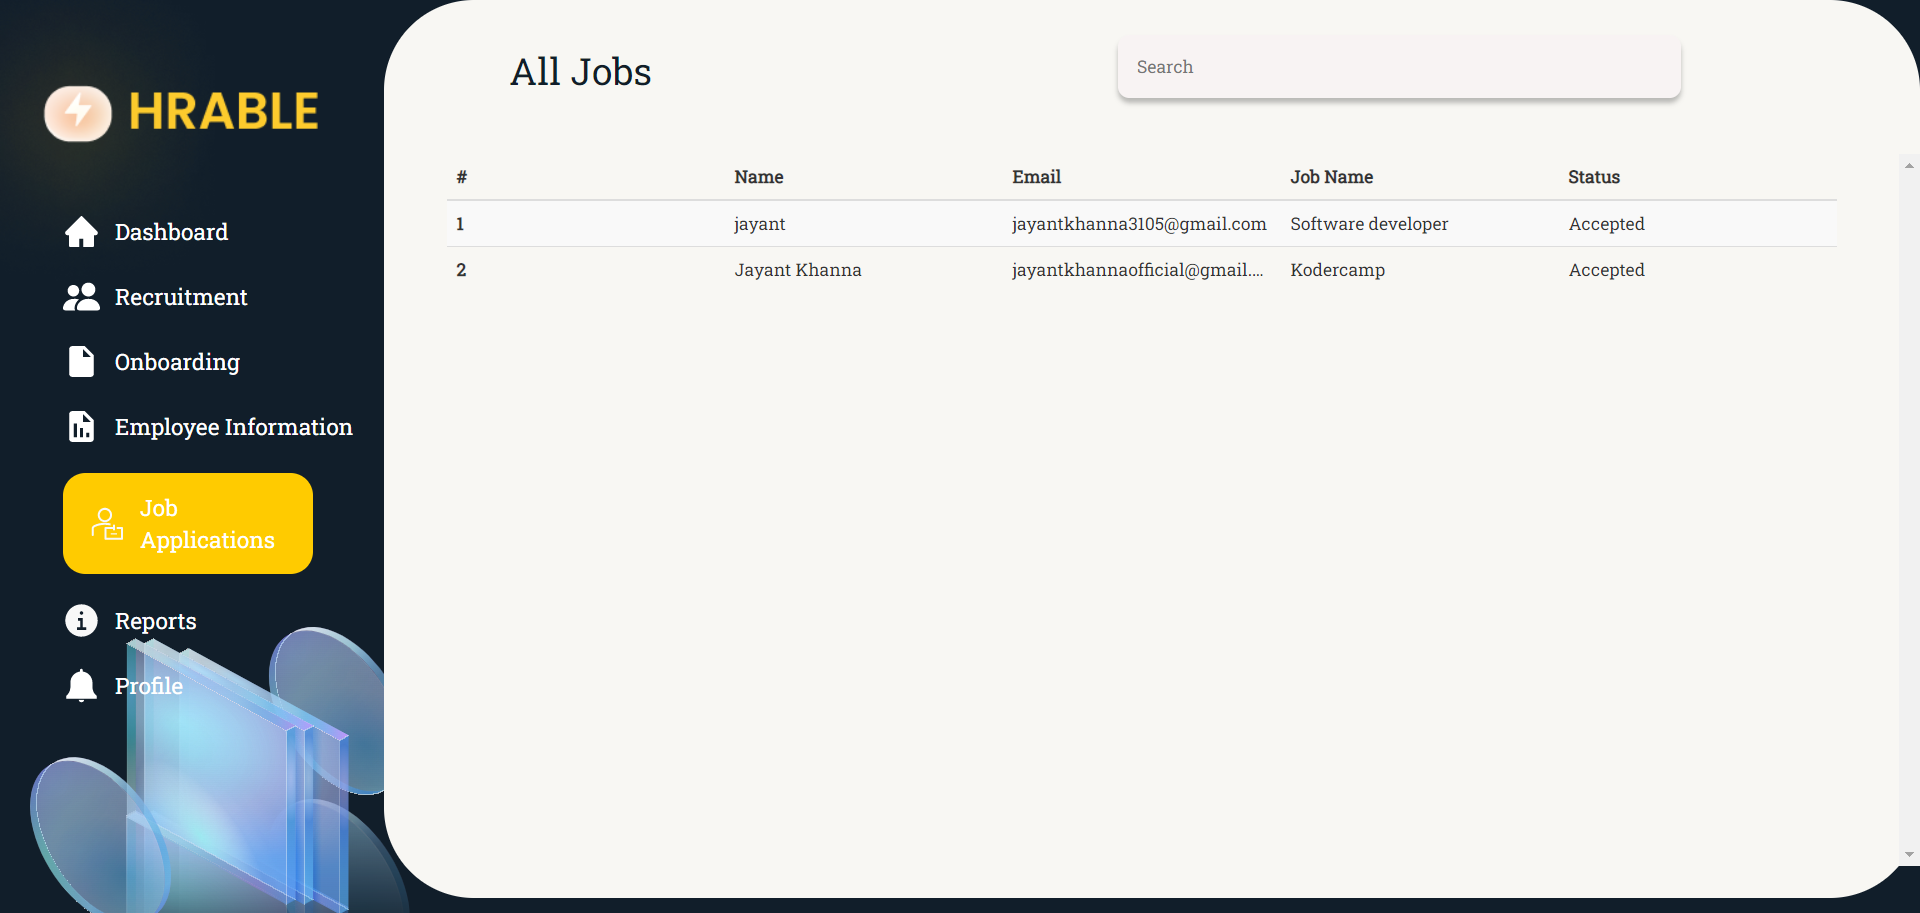 HRABLE
Dashboard
Recruitment
Onboarding
Employee Information
Job
Applications
Reports
Profile
All Jobs
Search
# Name Email Job Name Status
1 jayant jayantkhanna3105@gmail.com Software developer Accepted
2 Jayant Khanna jayantkhannaofficial@gmail.... Kodercamp Accepted